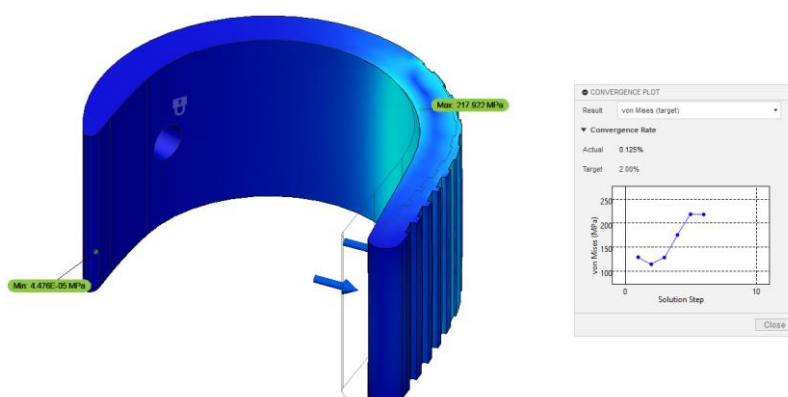 Max: 217.922 MPa
Min: 4.476E-05 MPa
CONVERGENCE PLOT
Result von Mises (target)
Convergence Rate
Actual 0.125%
Target 2.00%
250
200
150
100
von Mises (MPa)
0 10
Solution Step
Close